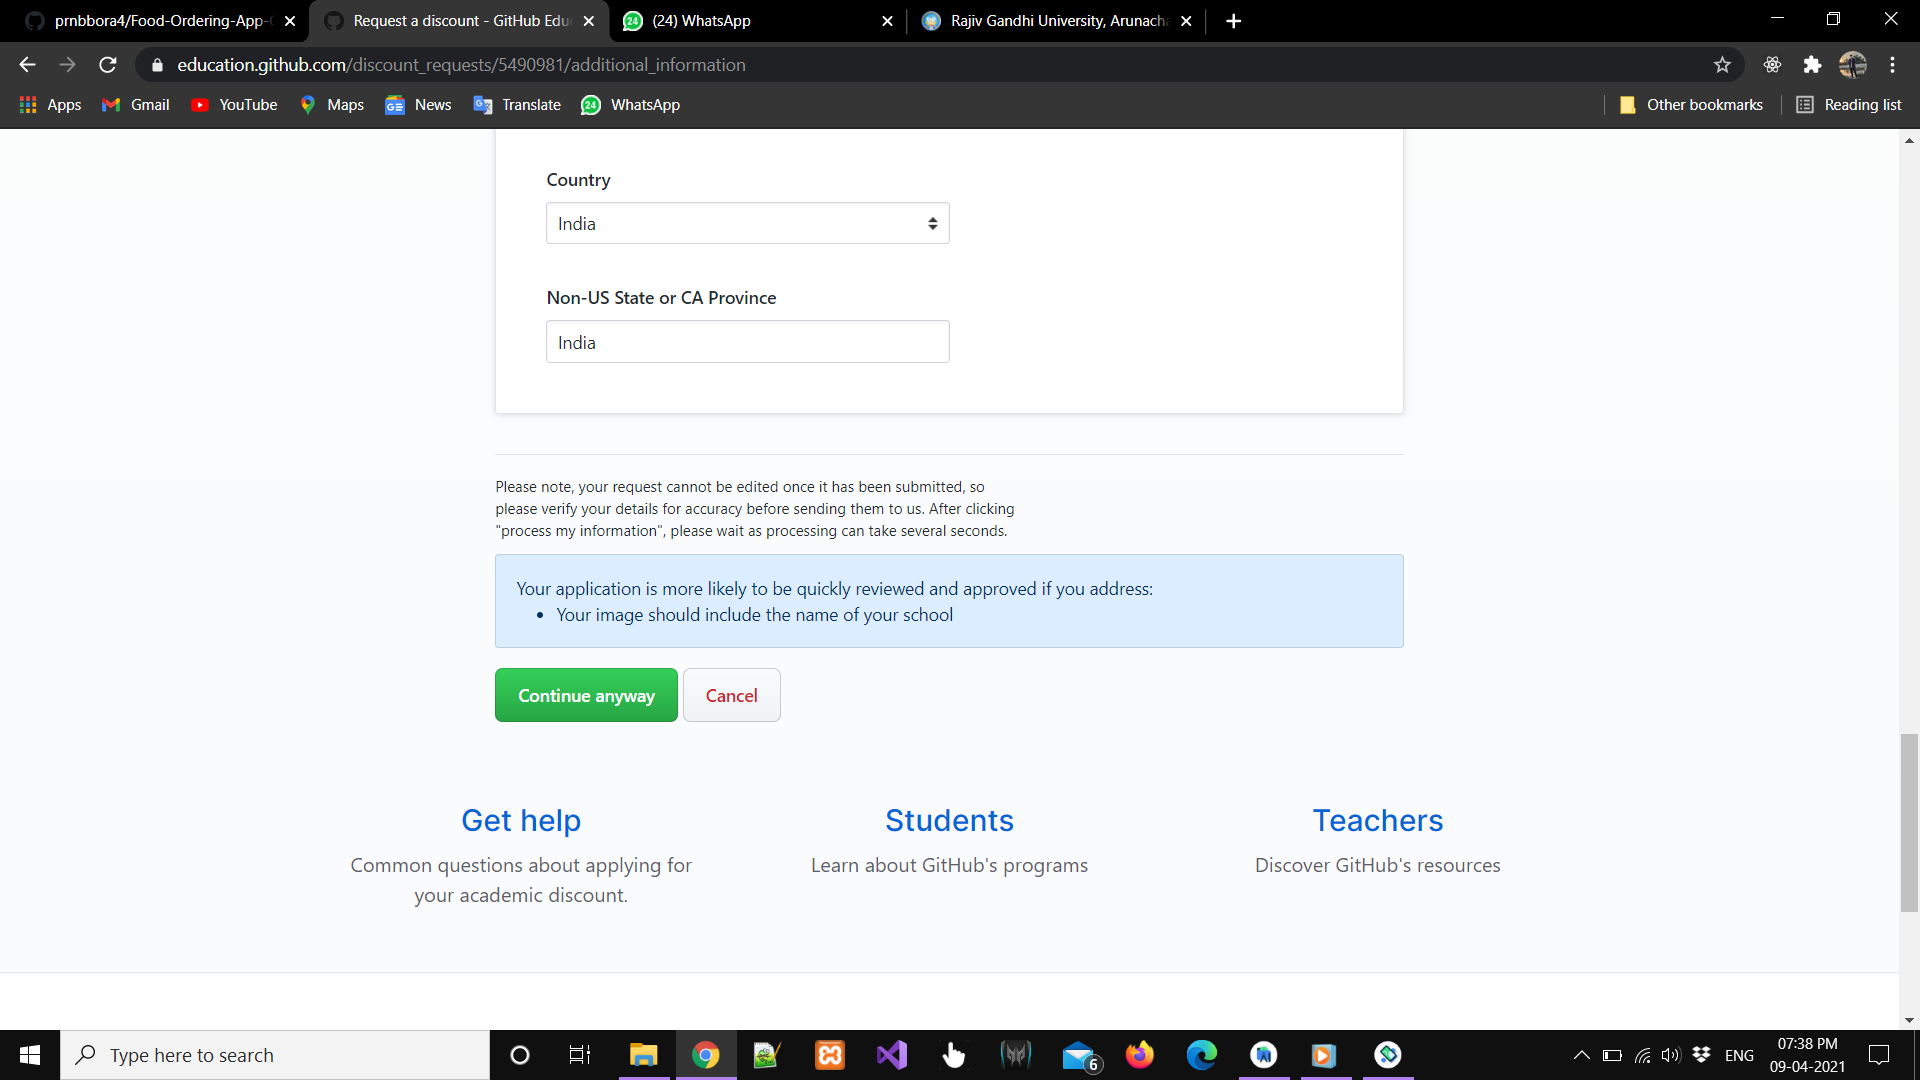 prnbbora4/Food-Ordering-App-
Request a discount - GitHub Edu
24
(24) WhatsApp
Rajiv Gandhi University, Arunacha
education.github.com/discount_requests/5490981/additional_information
Apps
Gmail
YouTube
Maps
GE
News
Translate
24
WhatsApp
Other bookmarks
Reading list
Country
India
Non-US State or CA Province
India
Please note, your request cannot be edited once it has been submitted, so
please verify your details for accuracy before sending them to us. After clicking
"process my information", please wait as processing can take several seconds.
Your application is more likely to be quickly reviewed and approved if you address:
• Your image should include the name of your school
Continue anyway
Cancel
Get help
Students
Teachers
Common questions about applying for
your academic discount.
Learn about GitHub's programs
Discover GitHub's resources
Type here to search
6
ENG
07:38 PM
09-04-2021